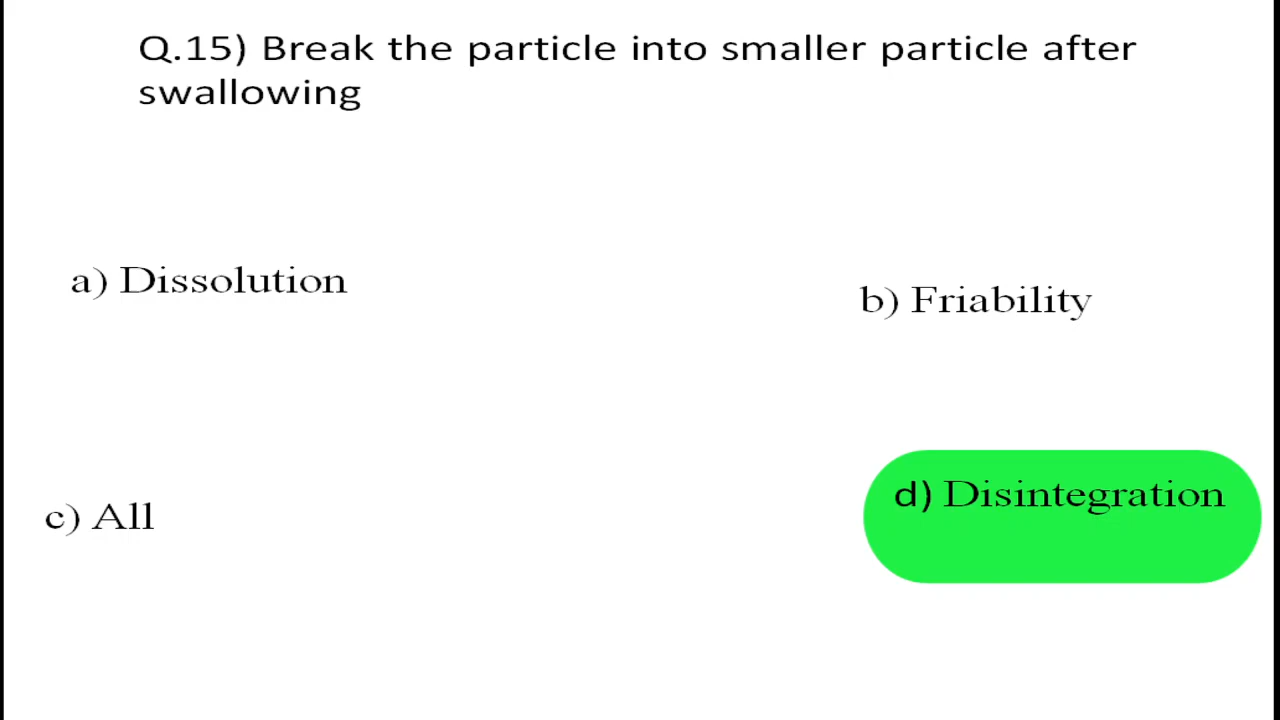 Q.15) Break the particle into smaller particle after
swallowing
a) Dissolution
b) Friability
c) All
d) Disintegration